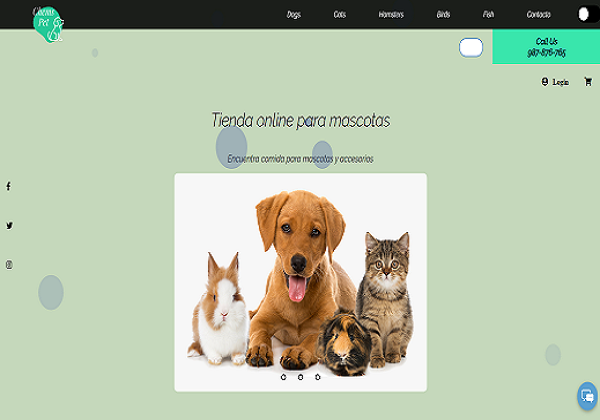 Pet
Dogs Cats Hamsters Birds Fish Contacto
Call Us
987-876-765
Login
Tienda online para mascotas
Encuentra comida para mascotas y accesorios